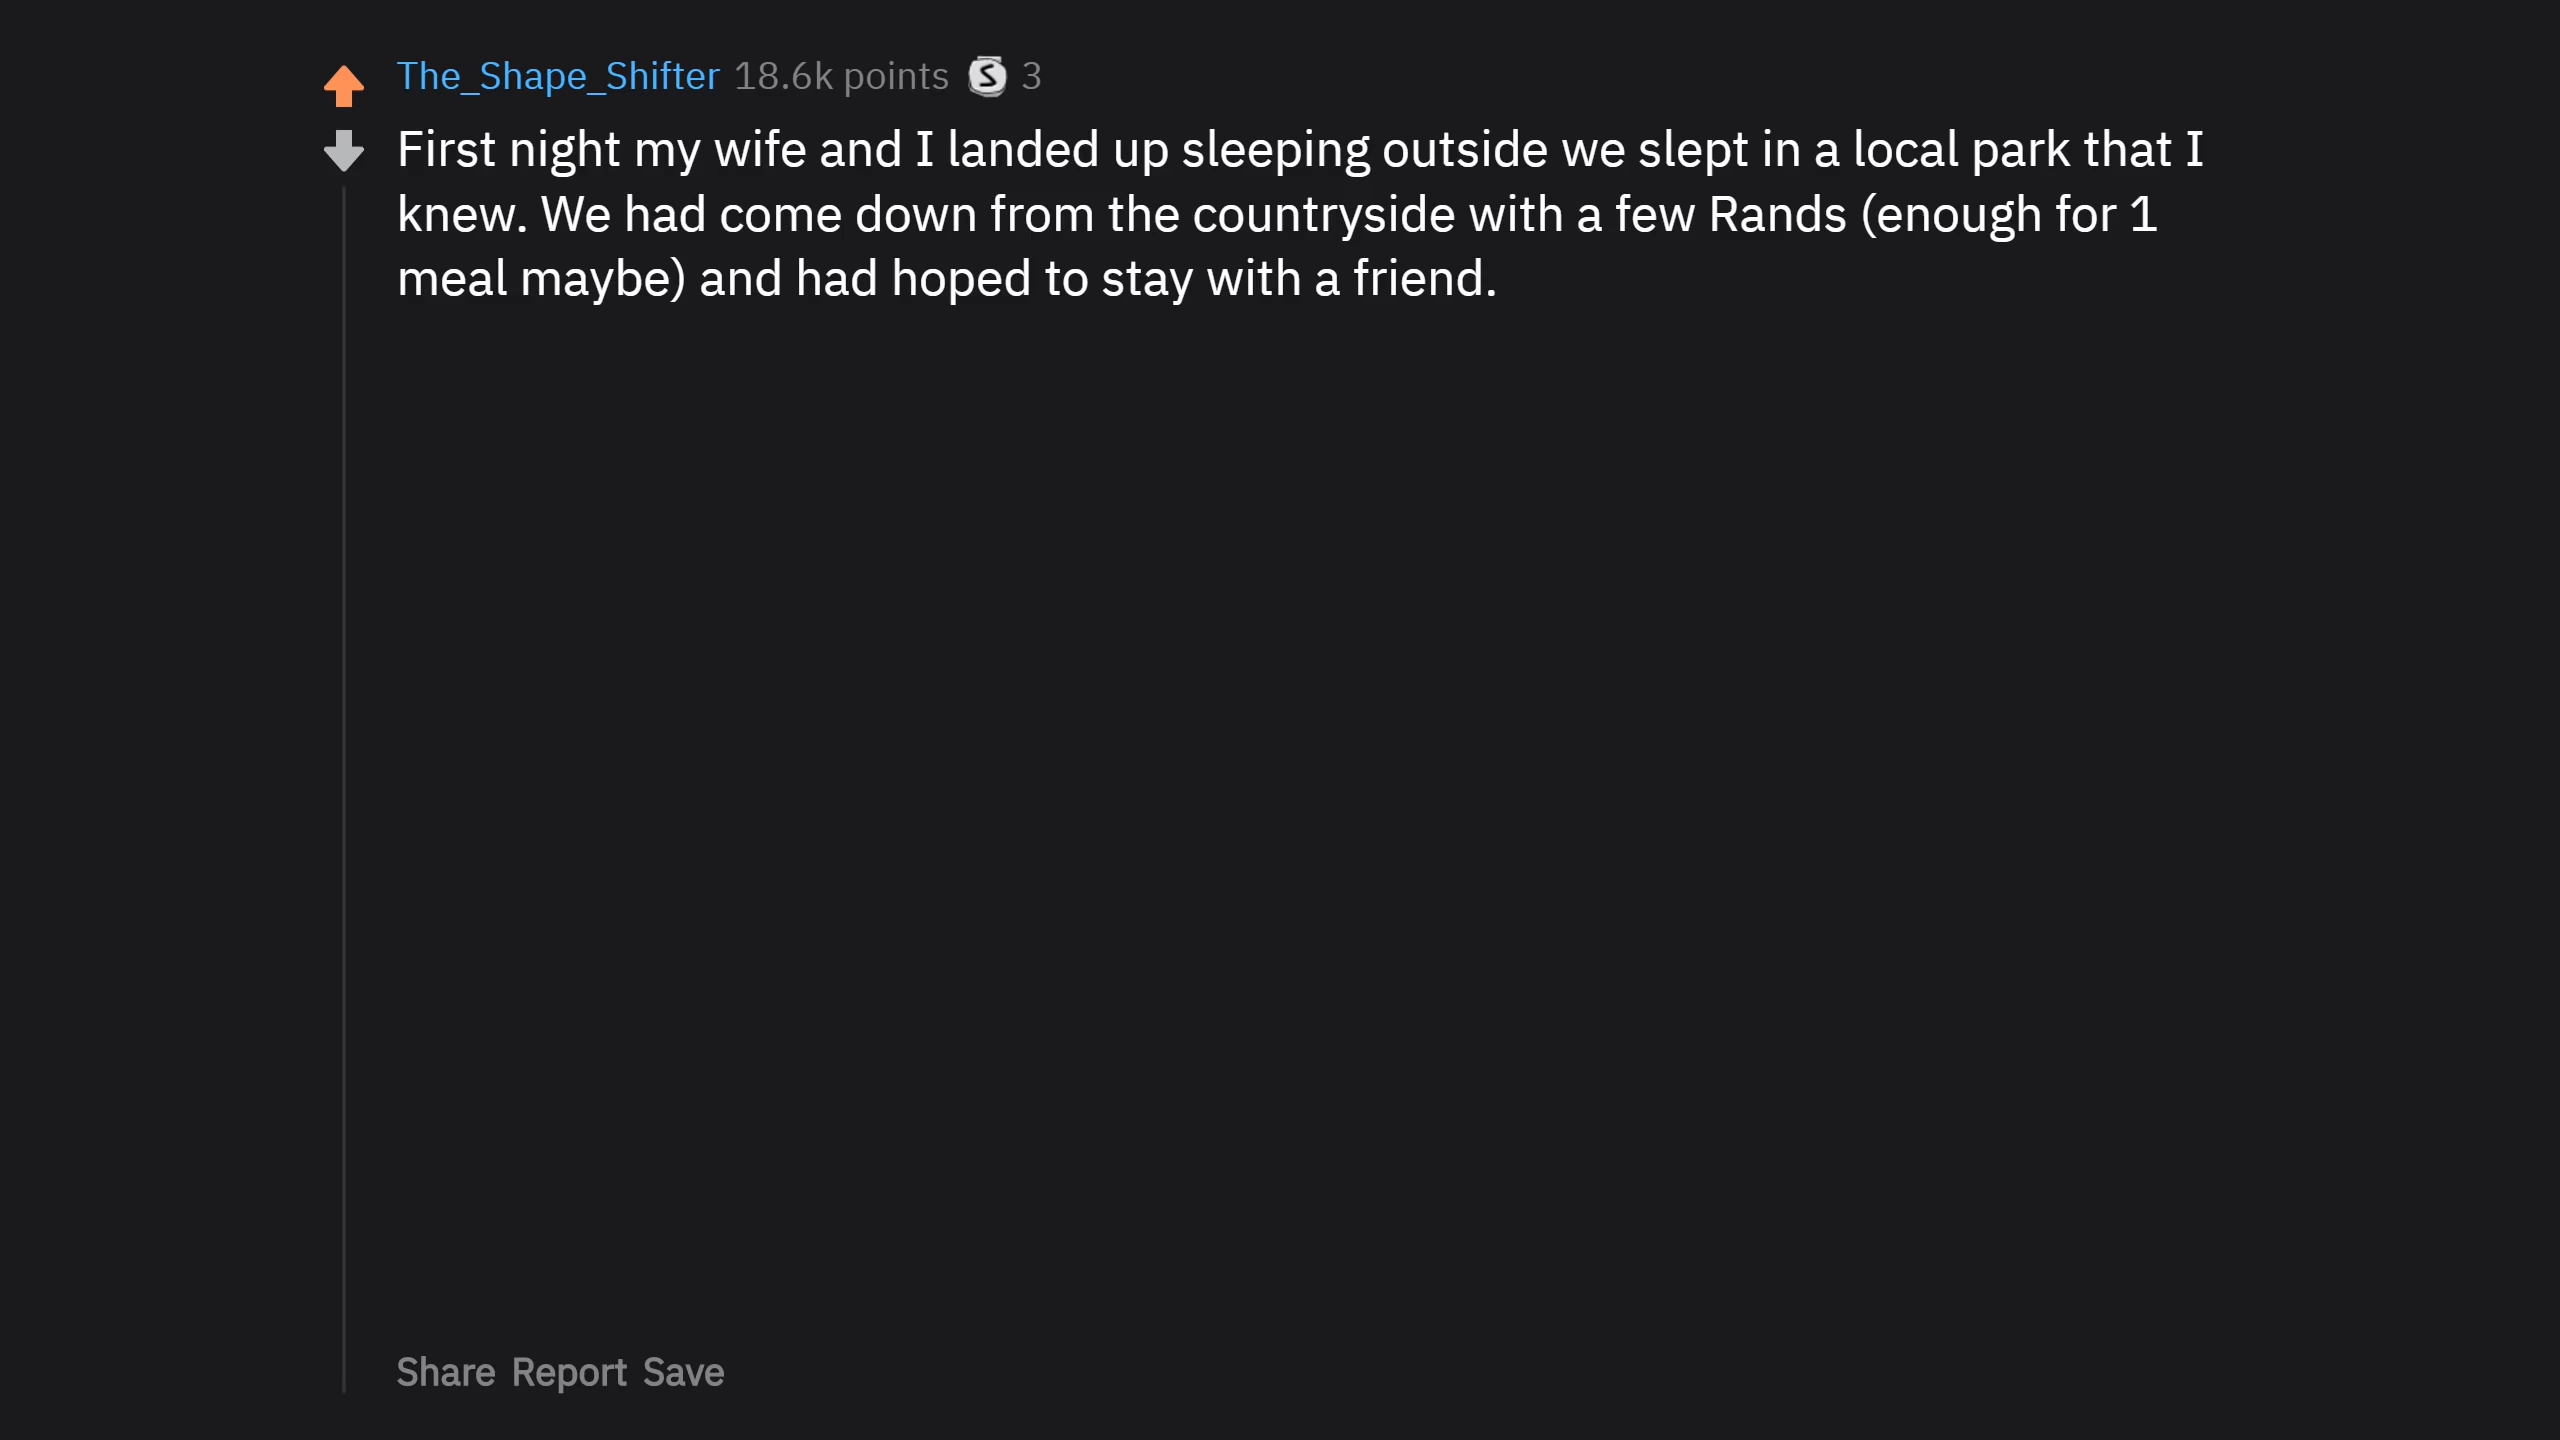 The_Shape_Shifter 18.6k points S 3
First night my wife and I landed up sleeping outside we slept in a local park that I
knew. We had come down from the countryside with a few Rands (enough for 1
meal maybe) and had hoped to stay with a friend.
Share Report Save